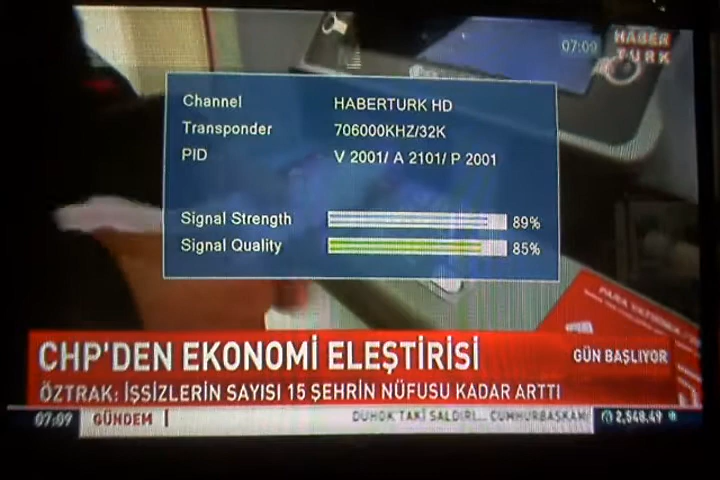 07:09 HABER
TURK
Channel HABERTURK HD
Transponder 706000KHZ/32K
PID V 2001/ A 2101/ P 2001
Signal Strength 89%
Signal Quality 85%
CHP'DEN EKONOMİ ELEŞTİRİSİ
GÜN BAŞLIYOR
ÖZTRAK: İŞSİZLERİN SAYISI 15 ŞEHRİN NÜFUSU KADAR ARTTI
07:09 GÜNDEM DUHOK'TAKİ SALDIRI... CUMHURBAŞKAN 2,548.49